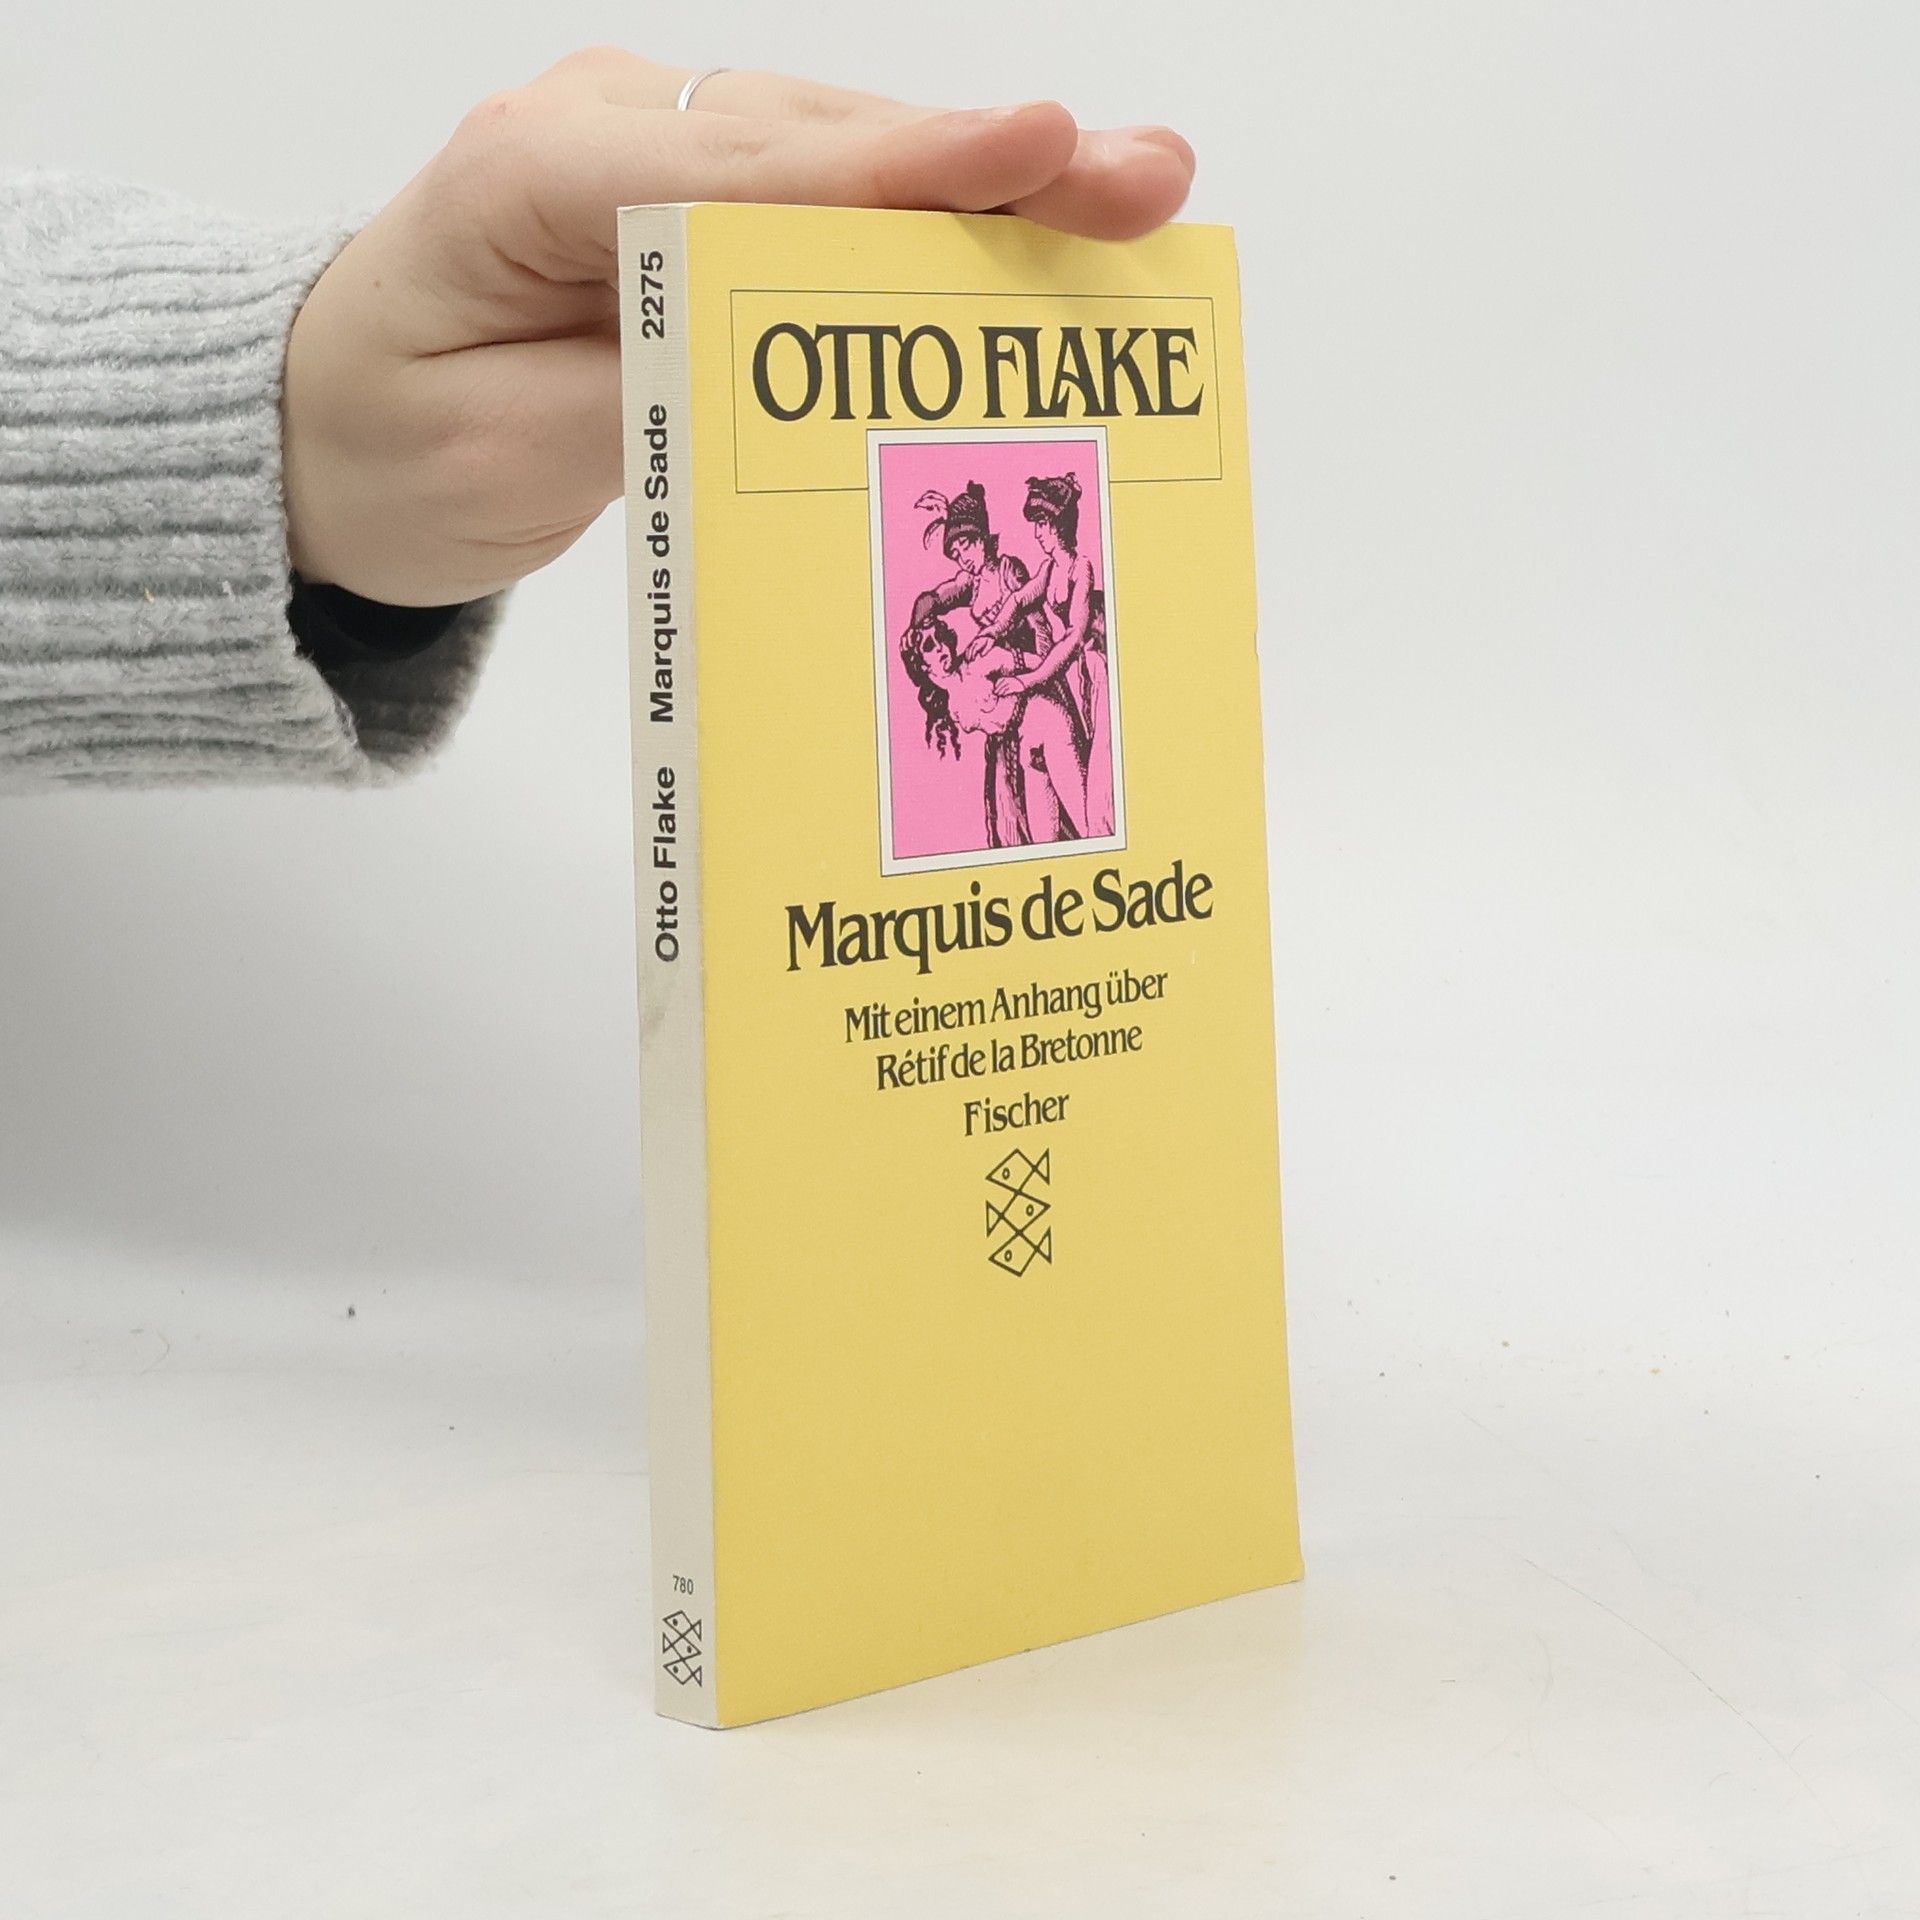 OTTO FLAKE
Marquis de Sade
Mit einem Anhang über
Rétif de la Bretonne
Fischer
Otto Flake Marquis de Sade 2275
780